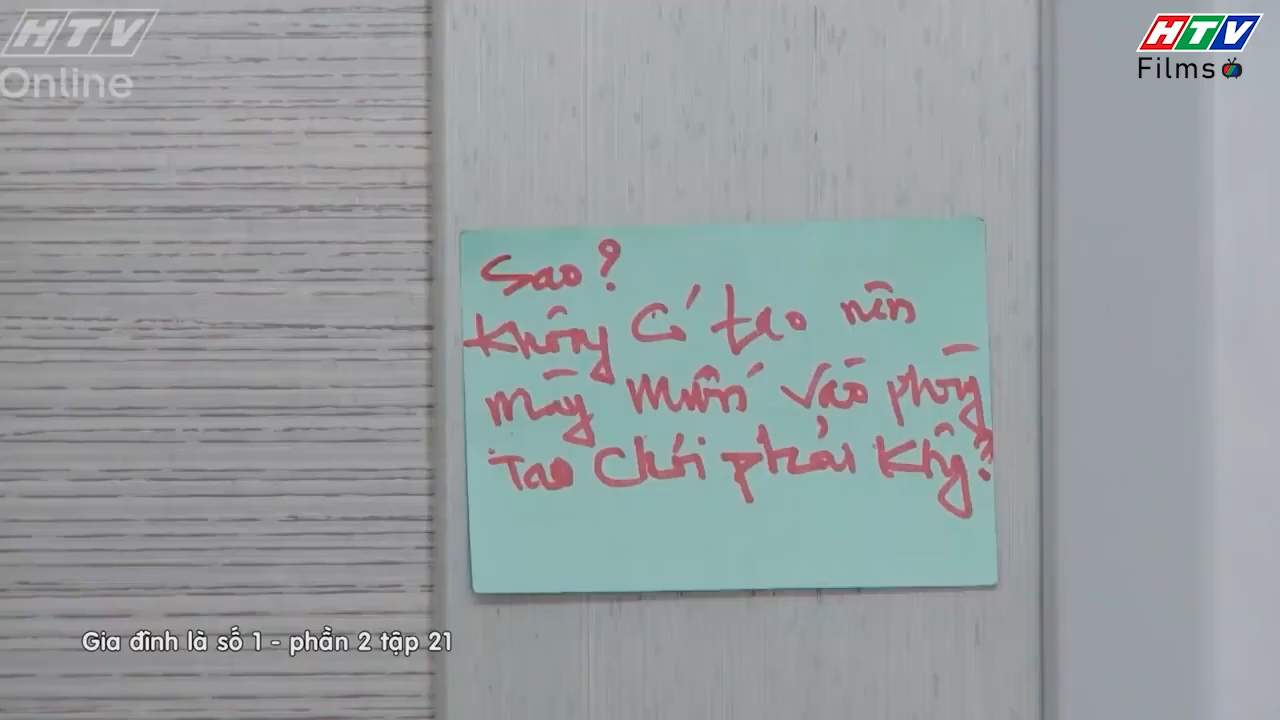 HTV
Online
HTV
Films
Sao?
Không có tao nên
mày muốn vào phòng
Tao chơi phải không?
Gia đình là số 1 - phần 2 tập 21